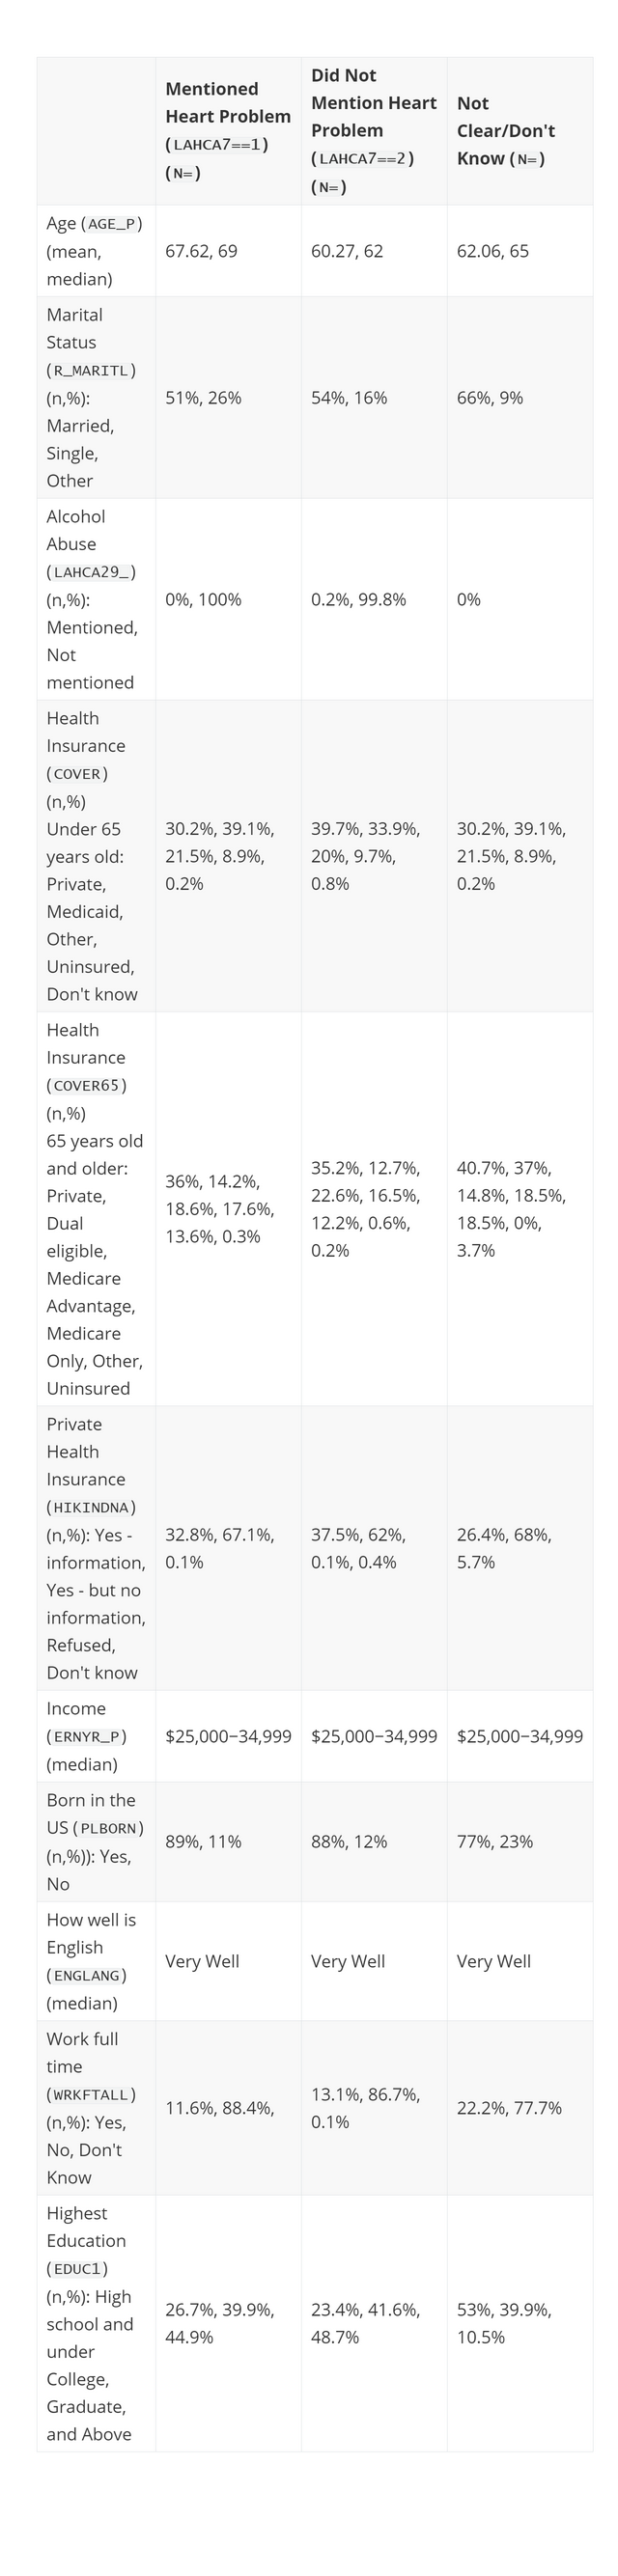 Mentioned
Heart Problem
(LAHCA7==1)
(N=)
Did Not
Mention Heart
Problem
(LAHCA7==2)
(N=)
Not
Clear/Don't
Know (N=)
Age (AGE_P)
(mean,
median)
67.62, 69
60.27, 62
62.06, 65
Marital
Status
(R_MARITL)
(n,%):
Married,
Single,
Other
51%, 26%
54%, 16%
66%, 9%
Alcohol
Abuse
(LAHCA29_)
(n,%):
Mentioned,
Not
mentioned
0%, 100%
0.2%, 99.8%
0%
Health
Insurance
(COVER)
(n,%)
Under 65
years old:
Private,
Medicaid,
Other,
Uninsured,
Don't know
30.2%, 39.1%,
21.5%, 8.9%,
0.2%
39.7%, 33.9%,
20%, 9.7%,
0.8%
30.2%, 39.1%,
21.5%, 8.9%,
0.2%
Health
Insurance
(COVER65)
(n,%)
65 years old
and older:
Private,
Dual
eligible,
Medicare
Advantage,
Medicare
Only, Other,
Uninsured
36%, 14.2%,
18.6%, 17.6%,
13.6%, 0.3%
35.2%, 12.7%,
22.6%, 16.5%,
12.2%, 0.6%,
0.2%
40.7%, 37%,
14.8%, 18.5%,
18.5%, 0%,
3.7%
Private
Health
Insurance
(HIKINDNA)
(n,%): Yes -
information,
Yes - but no
information,
Refused,
Don't know
32.8%, 67.1%,
0.1%
37.5%, 62%,
0.1%, 0.4%
26.4%, 68%,
5.7%
Income
(ERNYR_P)
(median)
$25,000−34,999
$25,000−34,999
$25,000−34,999
Born in the
US (PLBORN)
(n,%)): Yes,
No
89%, 11%
88%, 12%
77%, 23%
How well is
English
(ENGLANG)
(median)
Very Well
Very Well
Very Well
Work full
time
(WRKFTALL)
(n,%): Yes,
No, Don't
Know
11.6%, 88.4%,
13.1%, 86.7%,
0.1%
22.2%, 77.7%
Highest
Education
(EDUC1)
(n,%): High
school and
under
College,
Graduate,
and Above
26.7%, 39.9%,
44.9%
23.4%, 41.6%,
48.7%
53%, 39.9%,
10.5%